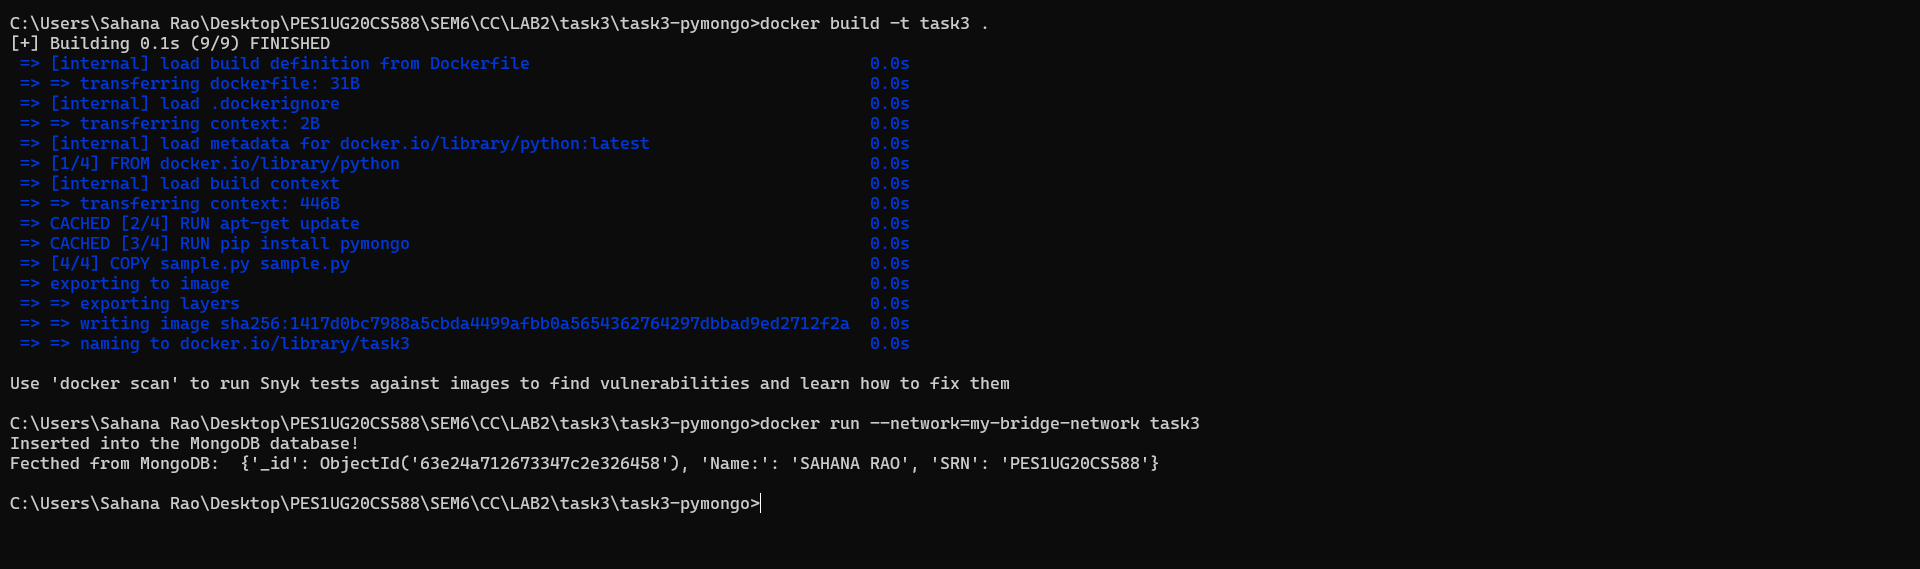 C:\Users\Sahana Rao\Desktop\PES1UG20CS588\SEM6\CC\LAB2\task3\task3-pymongo>docker build -t task3 .
[+] Building 0.1s (9/9) FINISHED
=> [internal] load build definition from Dockerfile 0.0s
=> => transferring dockerfile: 31B 0.0s
=> [internal] load .dockerignore 0.0s
=> => transferring context: 2B 0.0s
=> [internal] load metadata for docker.io/library/python:latest 0.0s
=> [1/4] FROM docker.io/library/python 0.0s
=> [internal] load build context 0.0s
=> => transferring context: 446B 0.0s
=> CACHED [2/4] RUN apt-get update 0.0s
=> CACHED [3/4] RUN pip install pymongo 0.0s
=> [4/4] COPY sample.py sample.py 0.0s
=> exporting to image 0.0s
=> => exporting layers 0.0s
=> => writing image sha256:1417d0bc7988a5cbda4499afbb0a5654362764297dbbad9ed2712f2a 0.0s
=> => naming to docker.io/library/task3 0.0s
Use 'docker scan' to run Snyk tests against images to find vulnerabilities and learn how to fix them
C:\Users\Sahana Rao\Desktop\PES1UG20CS588\SEM6\CC\LAB2\task3\task3-pymongo>docker run --network=my-bridge-network task3
Inserted into the MongoDB database!
Fecthed from MongoDB:  {'_id': ObjectId('63e24a712673347c2e326458'), 'Name:': 'SAHANA RAO', 'SRN': 'PES1UG20CS588'}
C:\Users\Sahana Rao\Desktop\PES1UG20CS588\SEM6\CC\LAB2\task3\task3-pymongo>